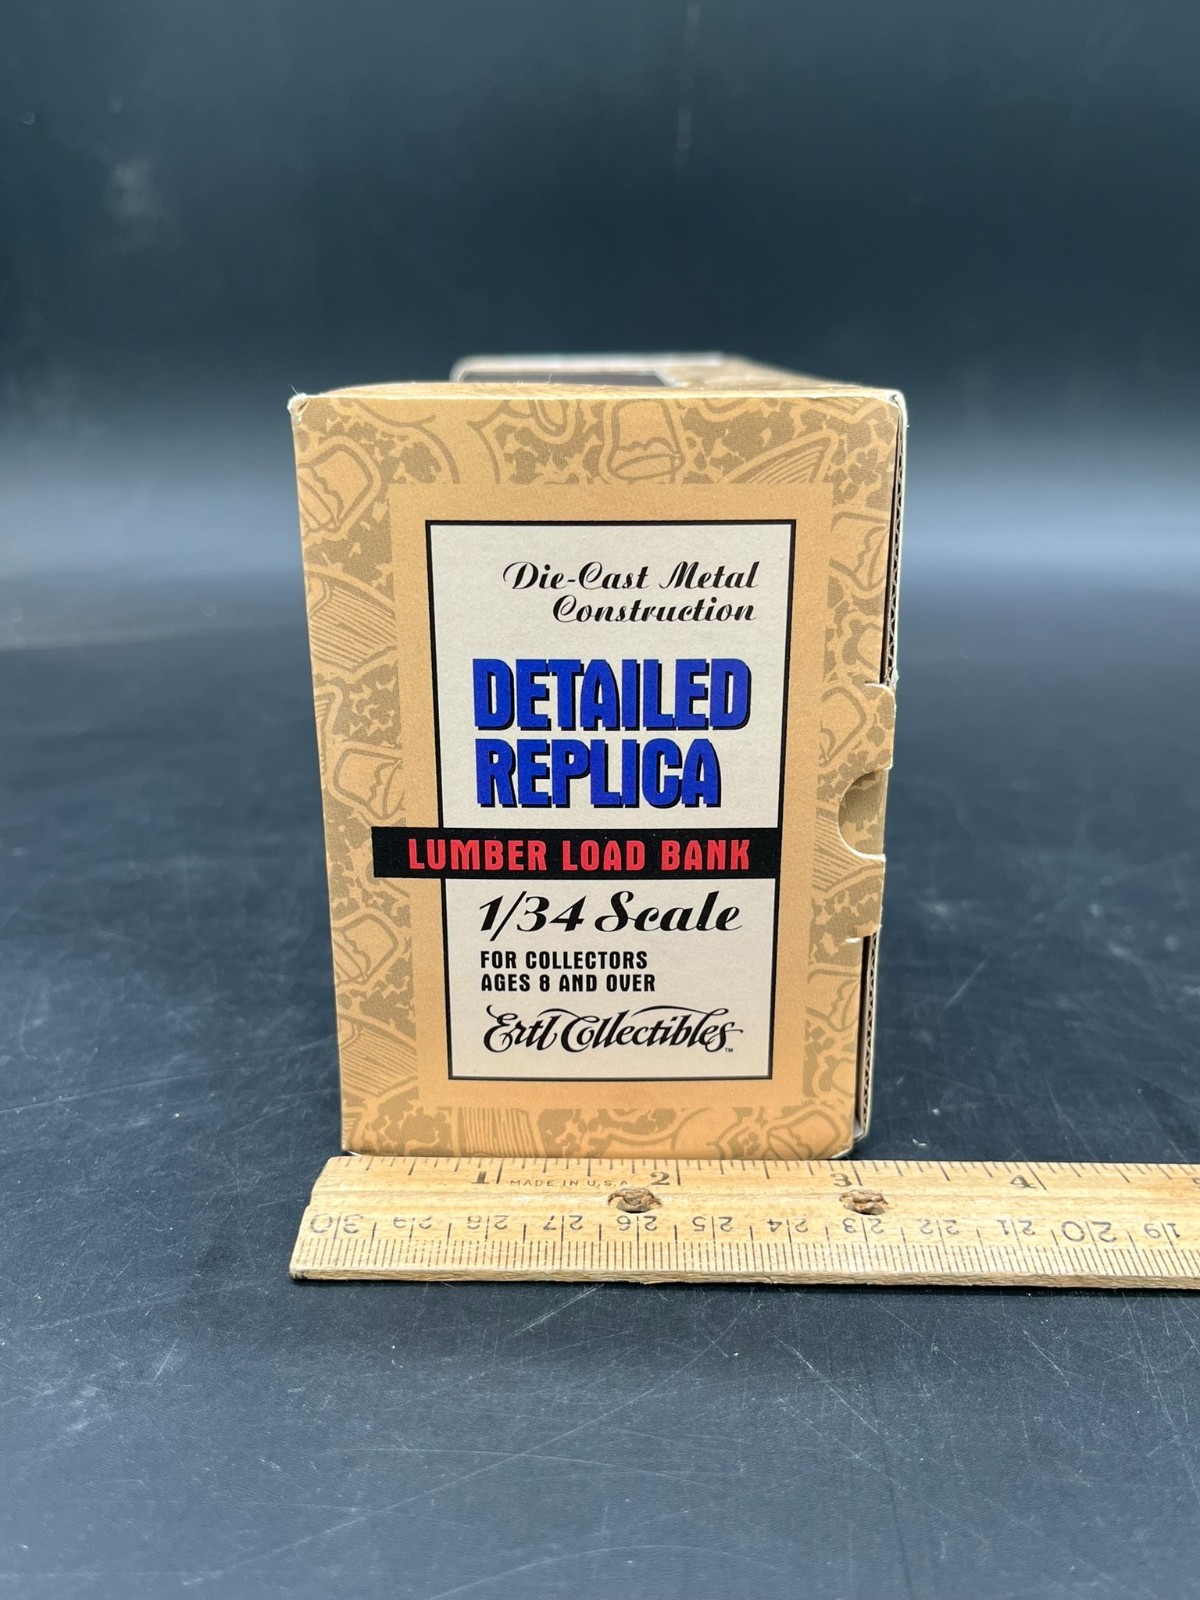 Die-Cast Metal
Construction
DETAILED
REPLICA
LUMBER LOAD BANK
1/34 Scale
FOR COLLECTORS
AGES 8 AND OVER
Ertl Collectibles™
1 MADE IN U.S.A. 2 3 4
30 29 28 27 26 25 24 23 22 21 20 19